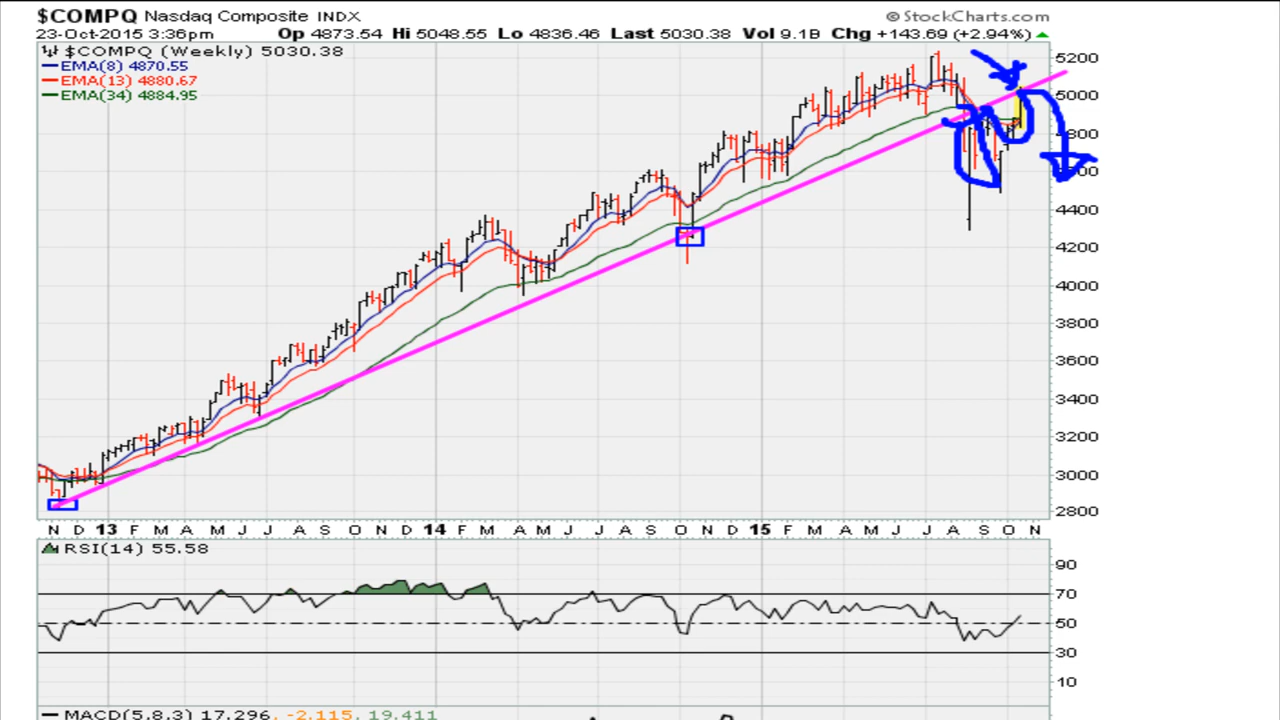 $COMPQ Nasdaq Composite INDX © StockCharts.com
23-Oct-2015 3:36pm Op 4873.54 Hi 5048.55 Lo 4836.46 Last 5030.38 Vol 9.1B Chg +143.69 (+2.94%)
$COMPQ (Weekly) 5030.38
EMA(8) 4870.55
EMA(13) 4880.67
EMA(34) 4884.95
5200
5000
4800
4400
4200
4000
3800
3600
3400
3200
3000
2800
N D 13 F M A M J J A S O N D 14 F M A M J J A S O N D 15 F M A M J J A S O N
RSI(14) 55.58
90
70
50
30
10
MACD(5,8,3) 17.296, -2.115, 19.411